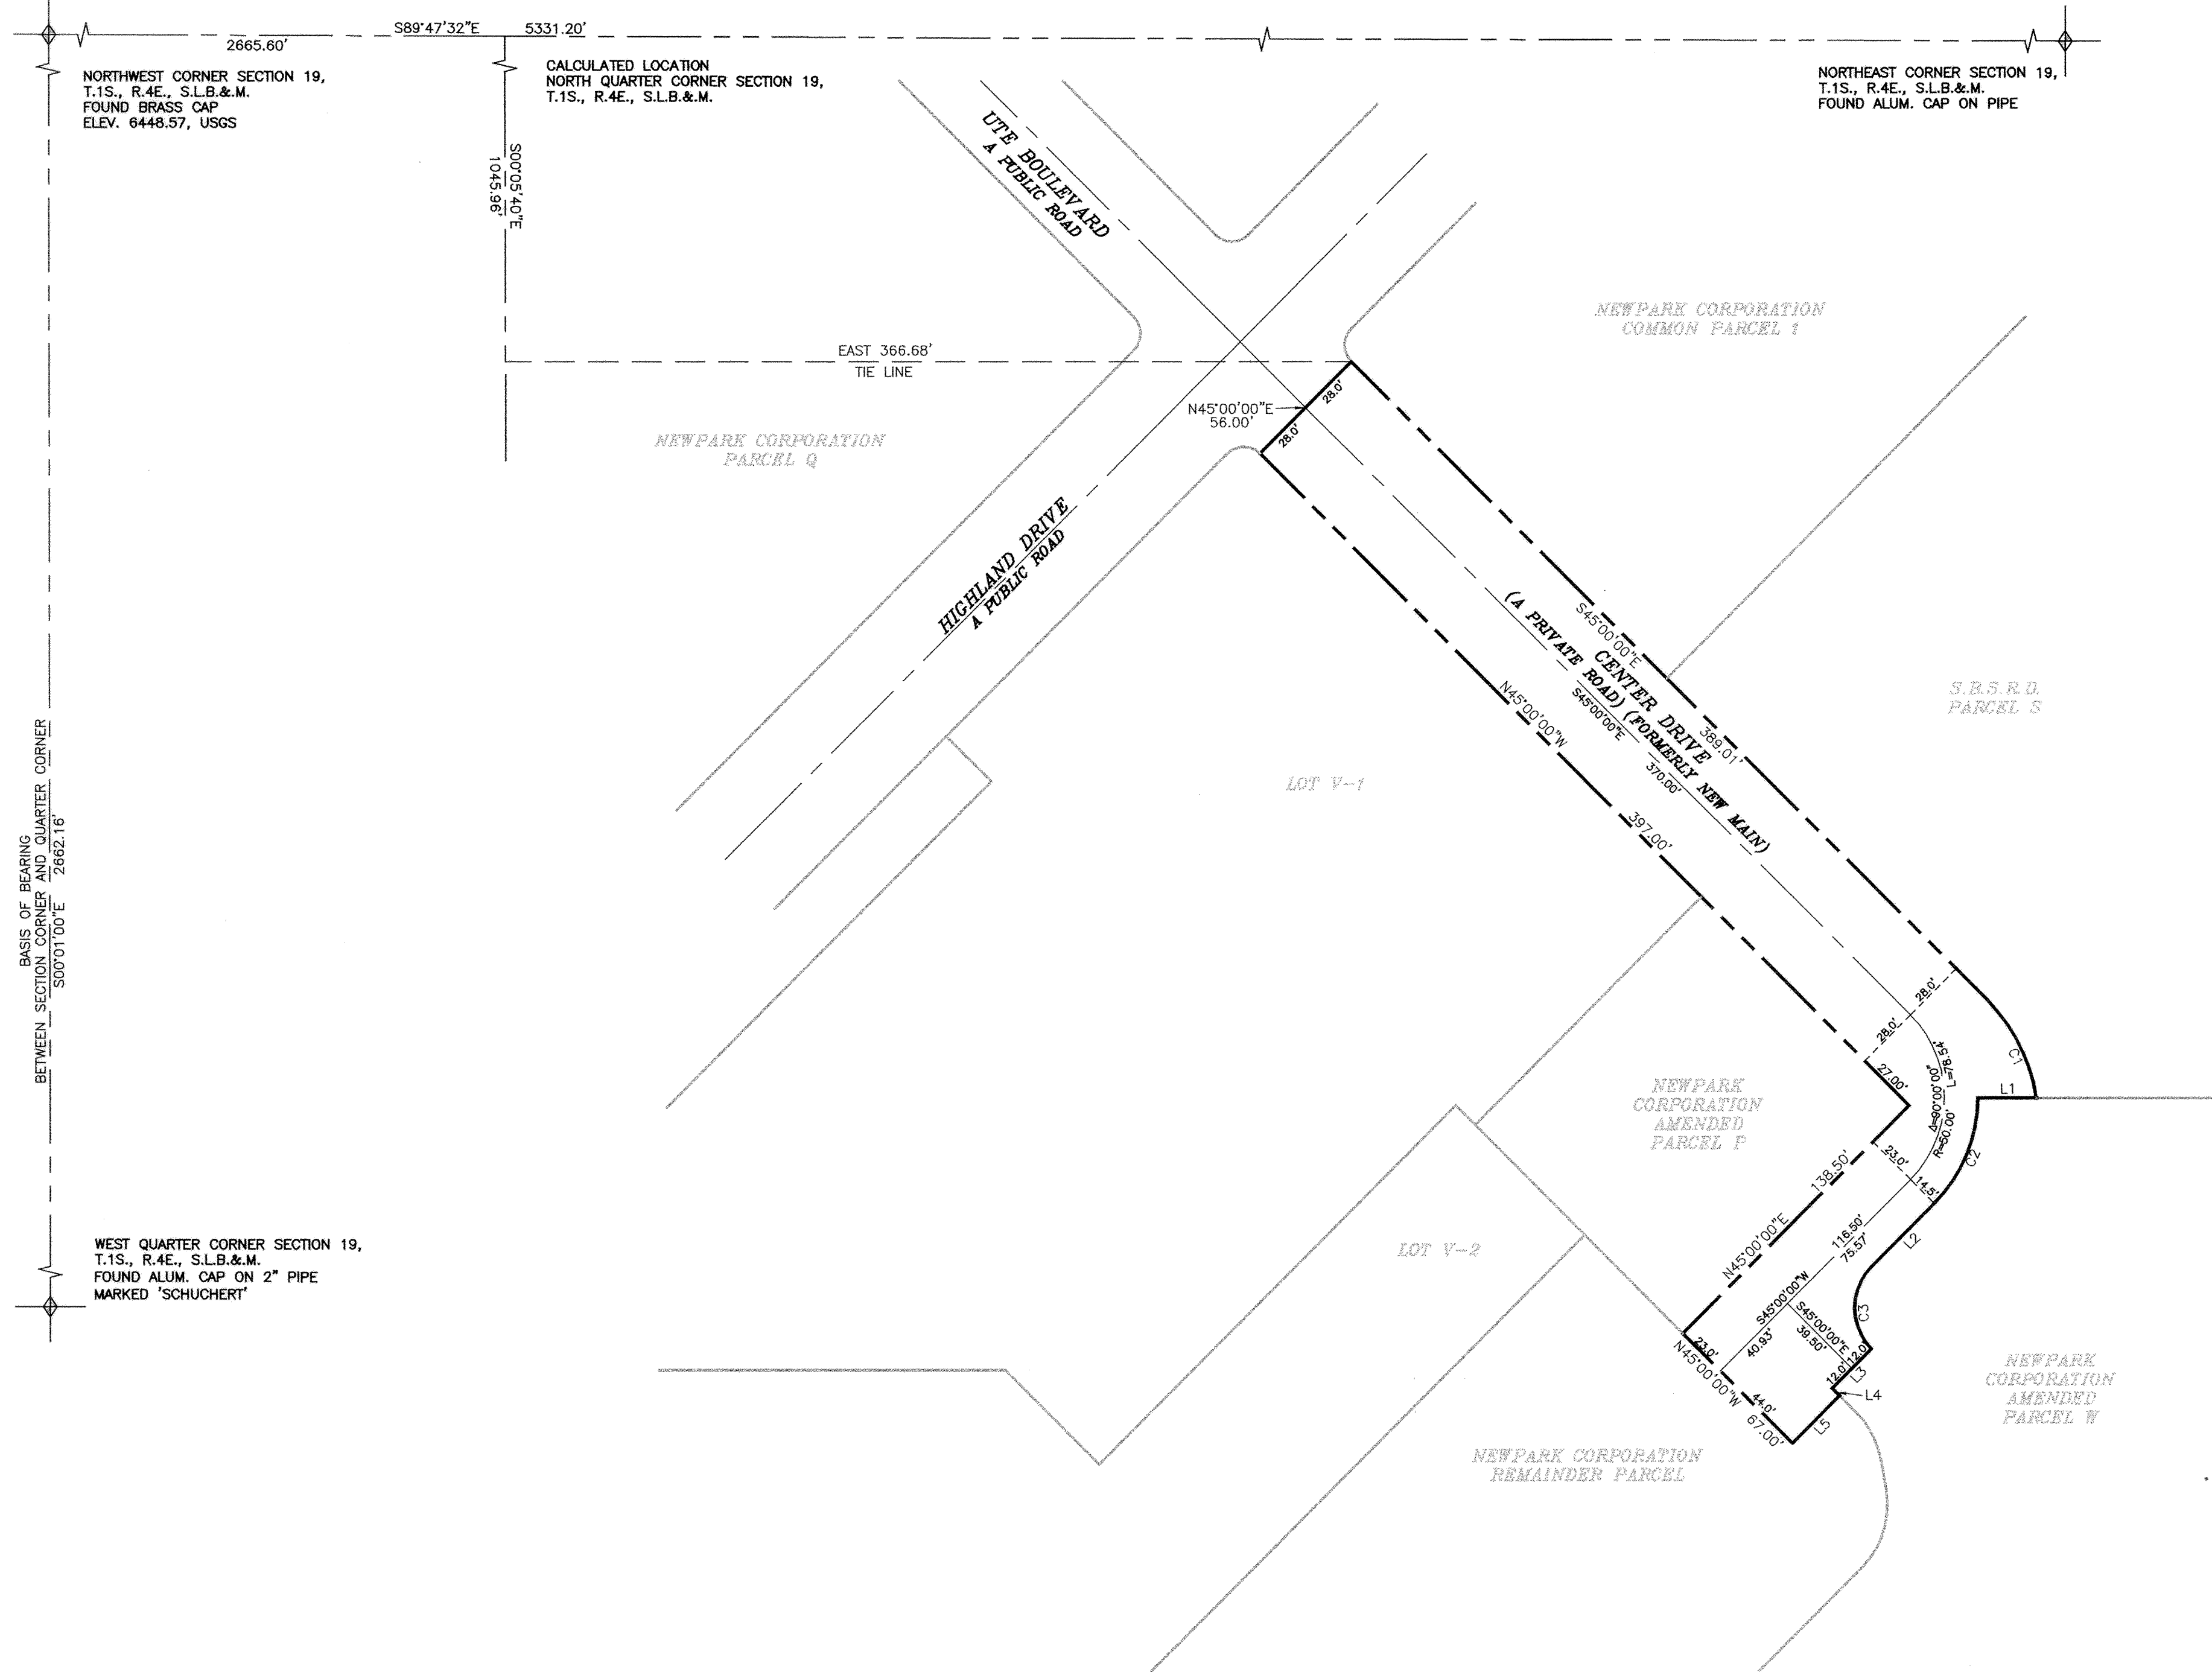 S89°47'32"E 5331.20'
2665.60'
NORTHWEST CORNER SECTION 19,
T.1S., R.4E., S.L.B.&.M.
FOUND BRASS CAP
ELEV. 6448.57, USGS
CALCULATED LOCATION
NORTH QUARTER CORNER SECTION 19,
T.1S., R.4E., S.L.B.&.M.
NORTHEAST CORNER SECTION 19,
T.1S., R.4E., S.L.B.&.M.
FOUND ALUM. CAP ON PIPE
S00°05'40"E
1045.96'
UTE BOULEVARD
A PUBLIC ROAD
NEWPARK CORPORATION
COMMON PARCEL 1
EAST 366.68'
TIE LINE
N45°00'00"E
56.00'
28.0'
28.0'
NEWPARK CORPORATION
PARCEL Q
HIGHLAND DRIVE
A PUBLIC ROAD
S45°00'00"E
389.01'
CENTER DRIVE
(A PRIVATE ROAD) (FORMERLY NEW MAIN)
S45°00'00"E
370.00'
N45°00'00"W
397.00'
S.B.S.R.D.
PARCEL S
LOT V-1
BASIS OF BEARING
BETWEEN SECTION CORNER AND QUARTER CORNER
S00°01'00"E 2662.16'
28.0'
28.0'
27.00'
C1
L1
L=78.54'
Δ=90°00'00"
R=50.00'
C2
NEWPARK
CORPORATION
AMENDED
PARCEL P
23.0'
14.5'
138.50'
N45°00'00"E
116.50'
75.57'
L2
LOT V-2
WEST QUARTER CORNER SECTION 19,
T.1S., R.4E., S.L.B.&.M.
FOUND ALUM. CAP ON 2" PIPE
MARKED 'SCHUCHERT'
S45°00'00"W
40.93'
S45°00'00"E
39.50'
C3
12.0'
12.0'
L3
L4
L5
23.0'
N45°00'00"W
44.0'
67.00'
NEWPARK
CORPORATION
AMENDED
PARCEL W
NEWPARK CORPORATION
REMAINDER PARCEL